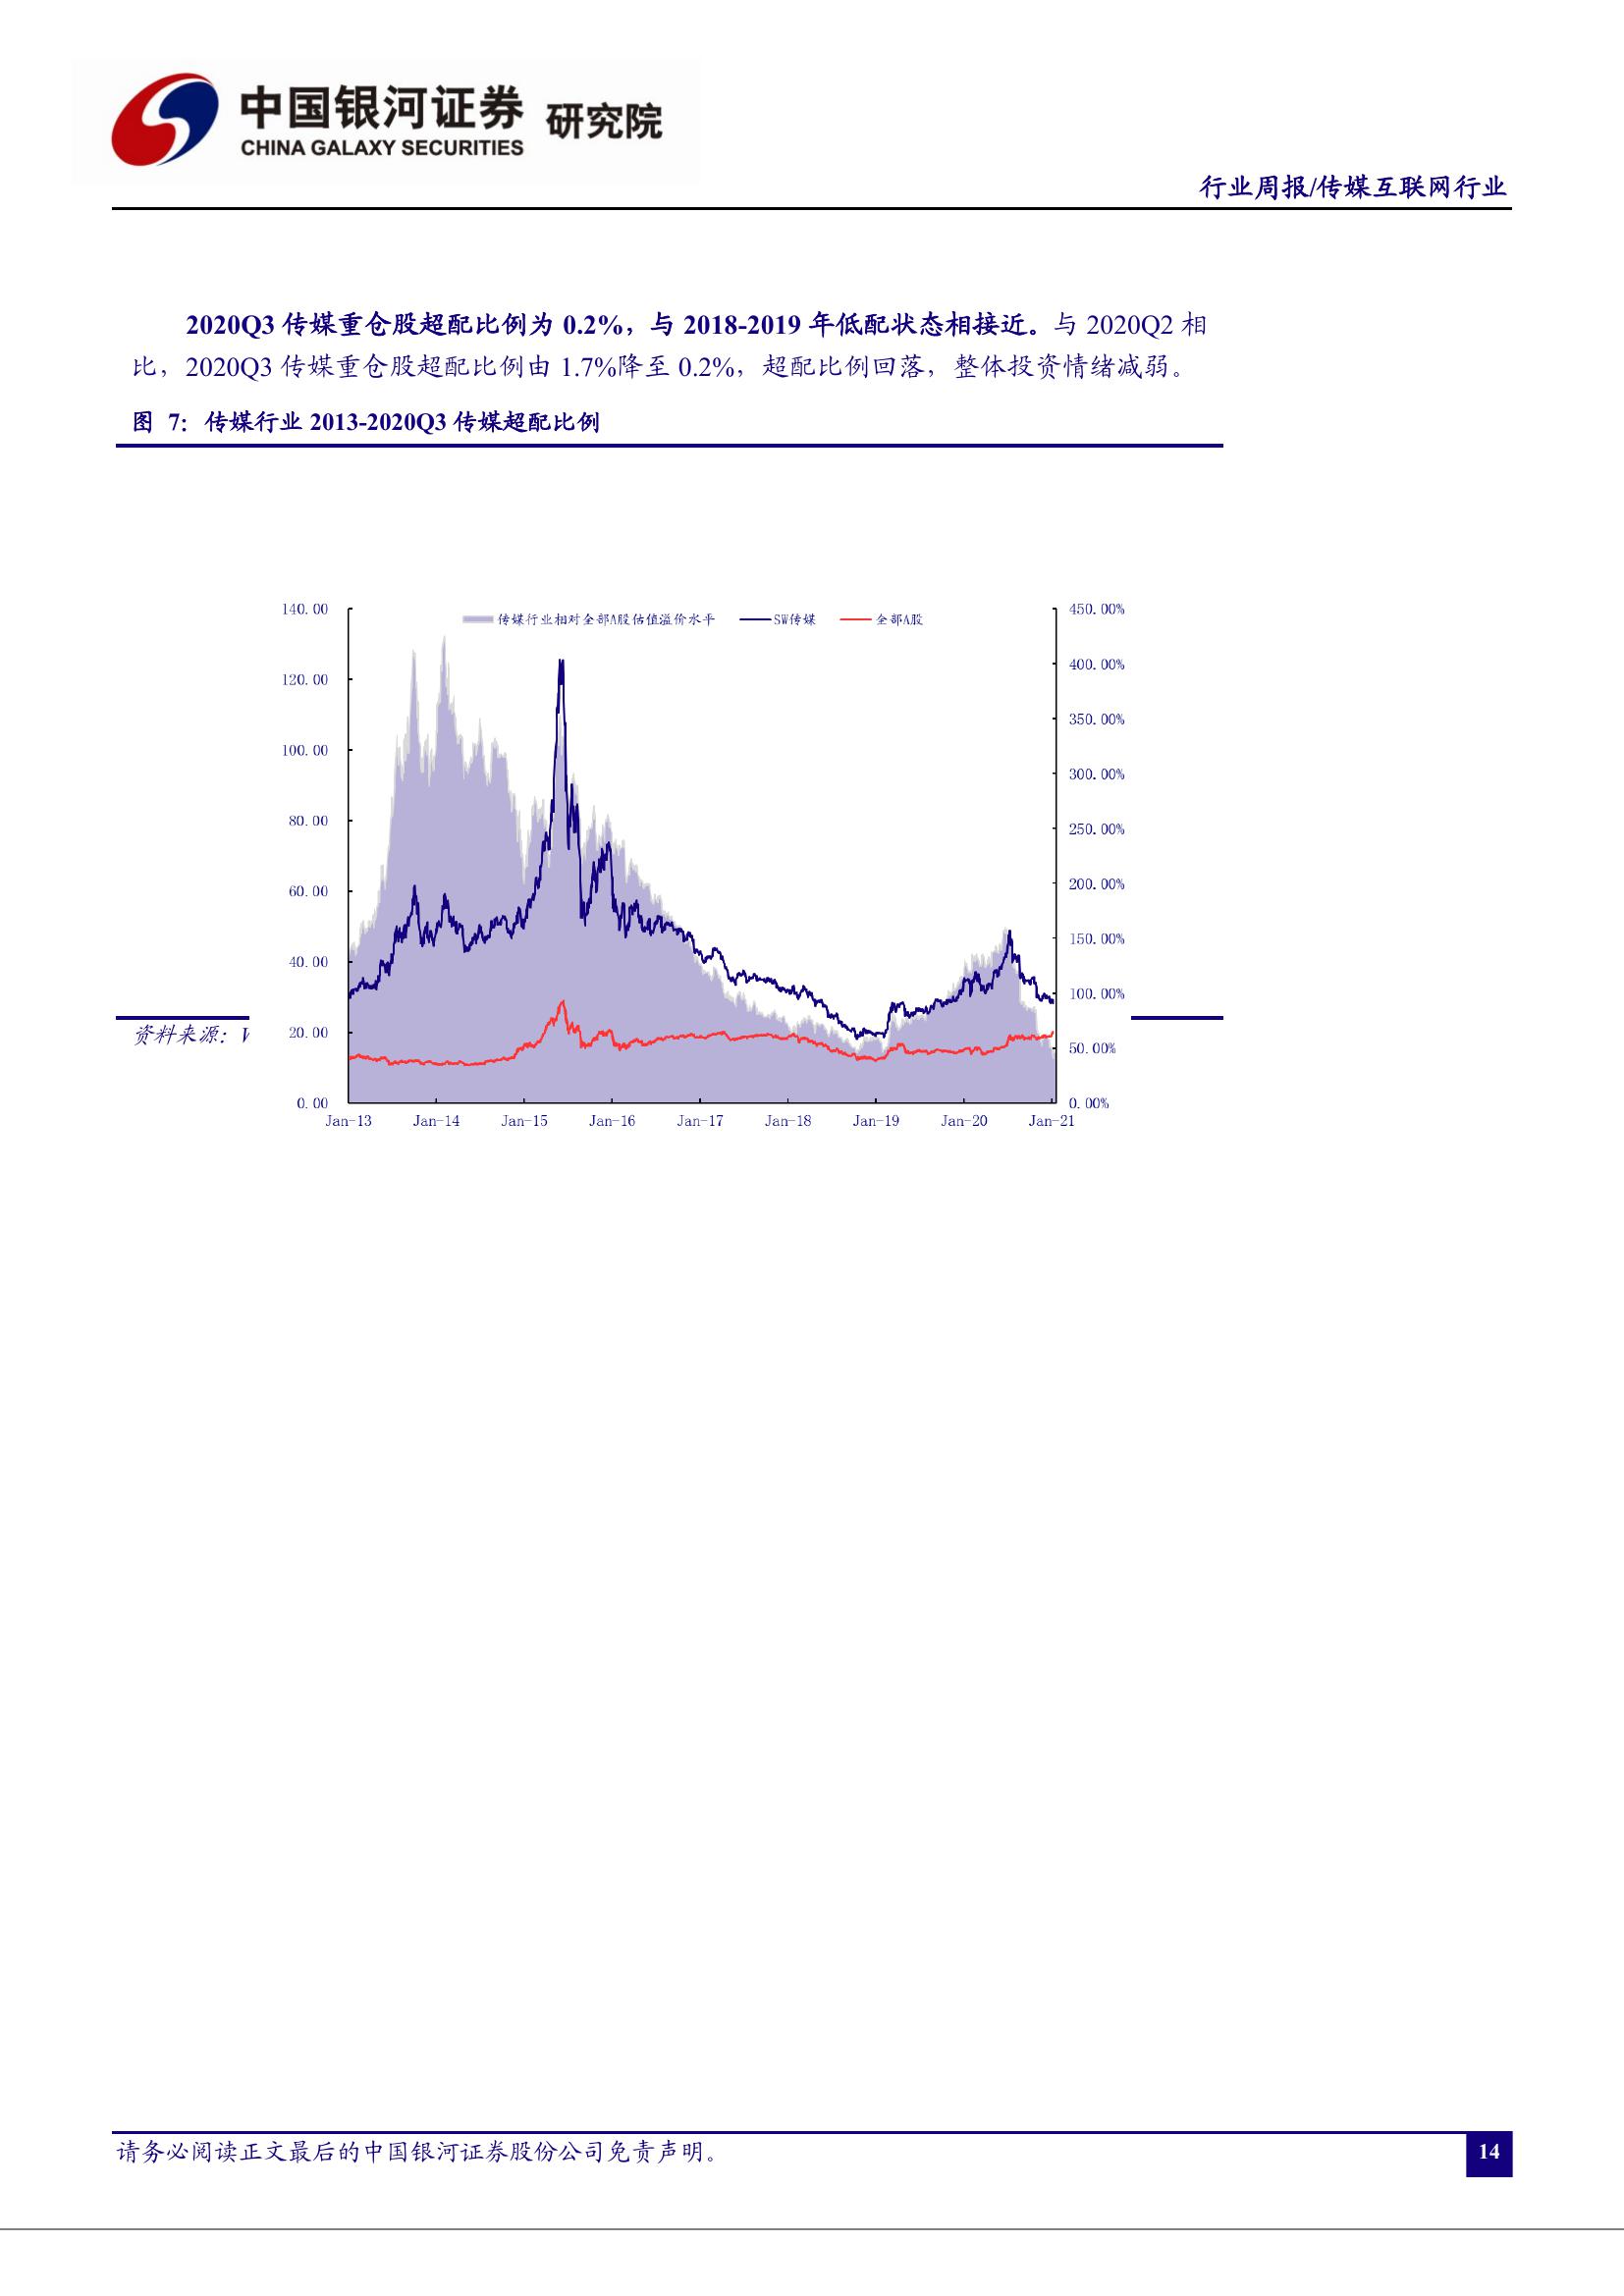 中国银河证券 研究院
CHINA GALAXY SECURITIES
行业周报/传媒互联网行业
2020Q3 传媒重仓股超配比例为 0.2%，与 2018-2019 年低配状态相接近。与 2020Q2 相
比，2020Q3 传媒重仓股超配比例由 1.7%降至 0.2%，超配比例回落，整体投资情绪减弱。
图 7：传媒行业 2013-2020Q3 传媒超配比例
传媒行业相对全部A股估值溢价水平 SW传媒 全部A股
140.00
120.00
100.00
80.00
60.00
40.00
20.00
0.00
450.00%
400.00%
350.00%
300.00%
250.00%
200.00%
150.00%
100.00%
50.00%
0.00%
Jan-13 Jan-14 Jan-15 Jan-16 Jan-17 Jan-18 Jan-19 Jan-20 Jan-21
资料来源：
请务必阅读正文最后的中国银河证券股份公司免责声明。
14